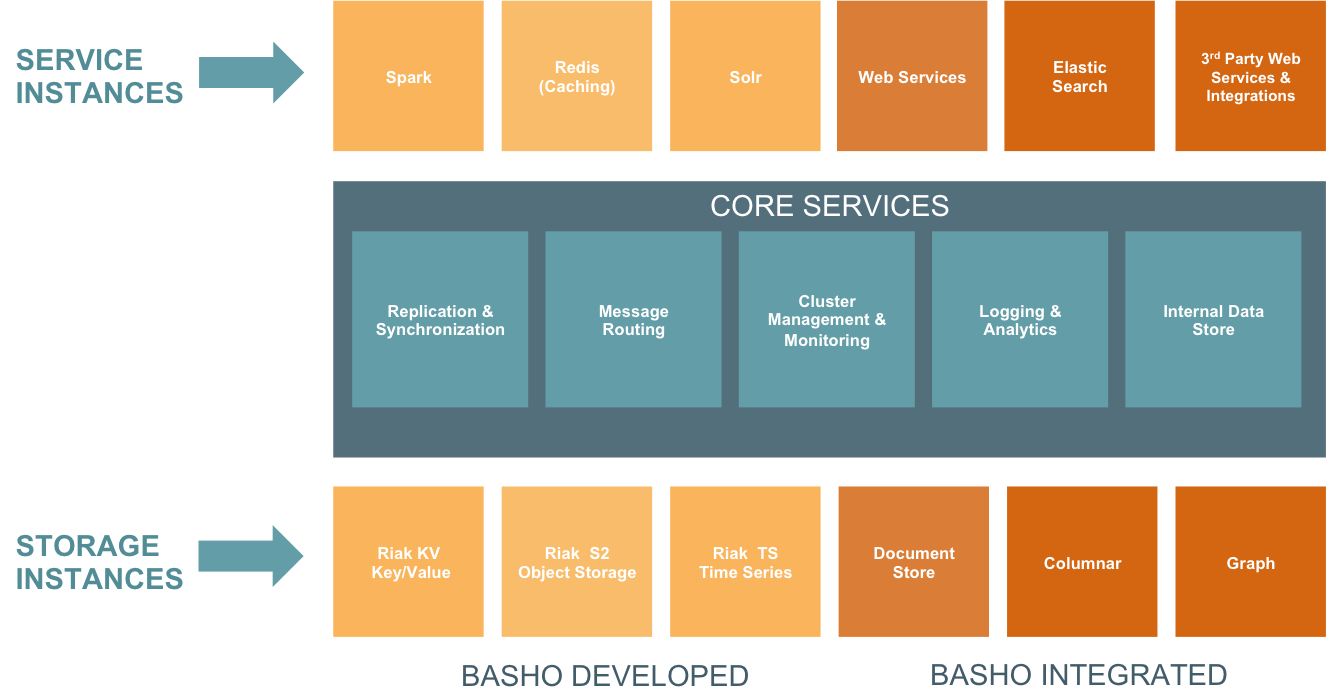 SERVICE
INSTANCES
Spark
Redis
(Caching)
Solr
Web Services
Elastic
Search
3rd Party Web
Services &
Integrations
CORE SERVICES
Replication &
Synchronization
Message
Routing
Cluster
Management &
Monitoring
Logging &
Analytics
Internal Data
Store
STORAGE
INSTANCES
Riak KV
Key/Value
Riak S2
Object Storage
Riak TS
Time Series
Document
Store
Columnar
Graph
BASHO DEVELOPED
BASHO INTEGRATED